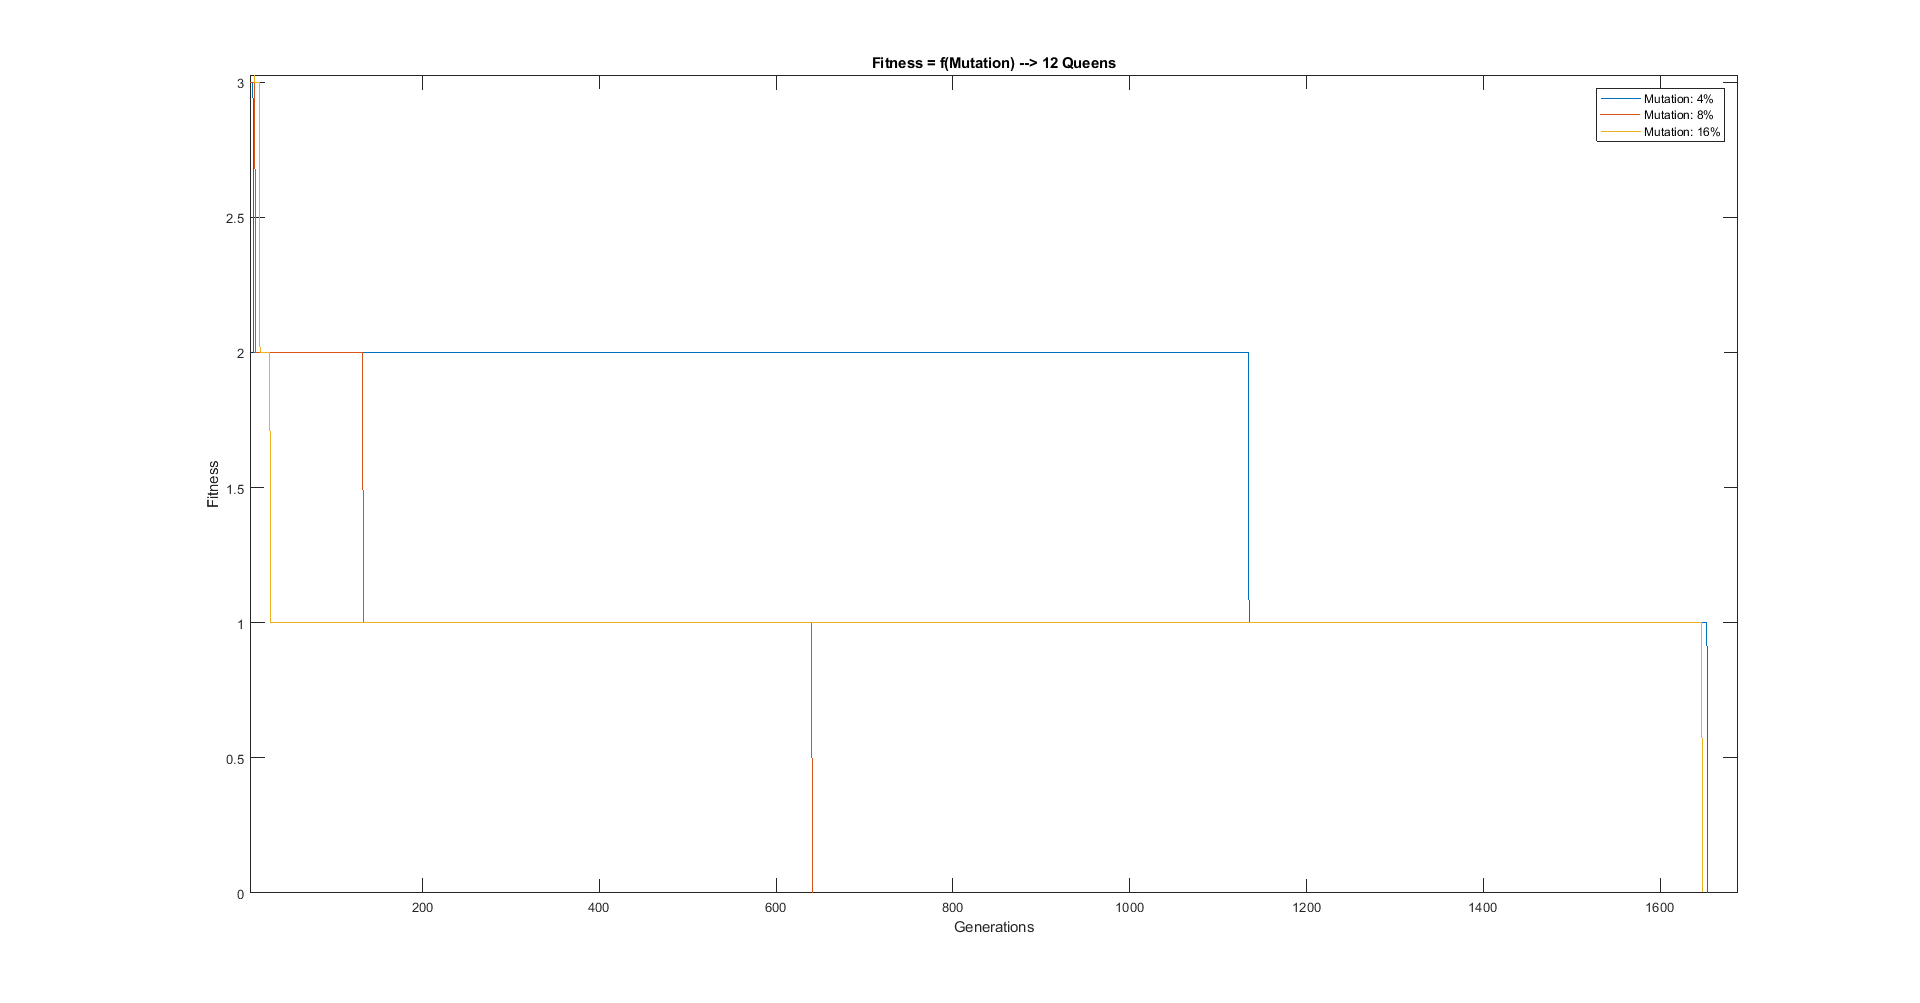 Fitness = f(Mutation) --> 12 Queens
Mutation: 4%
Mutation: 8%
Mutation: 16%
3
2.5
2
1.5
1
0.5
0
Fitness
200
400
600
800
1000
1200
1400
1600
Generations